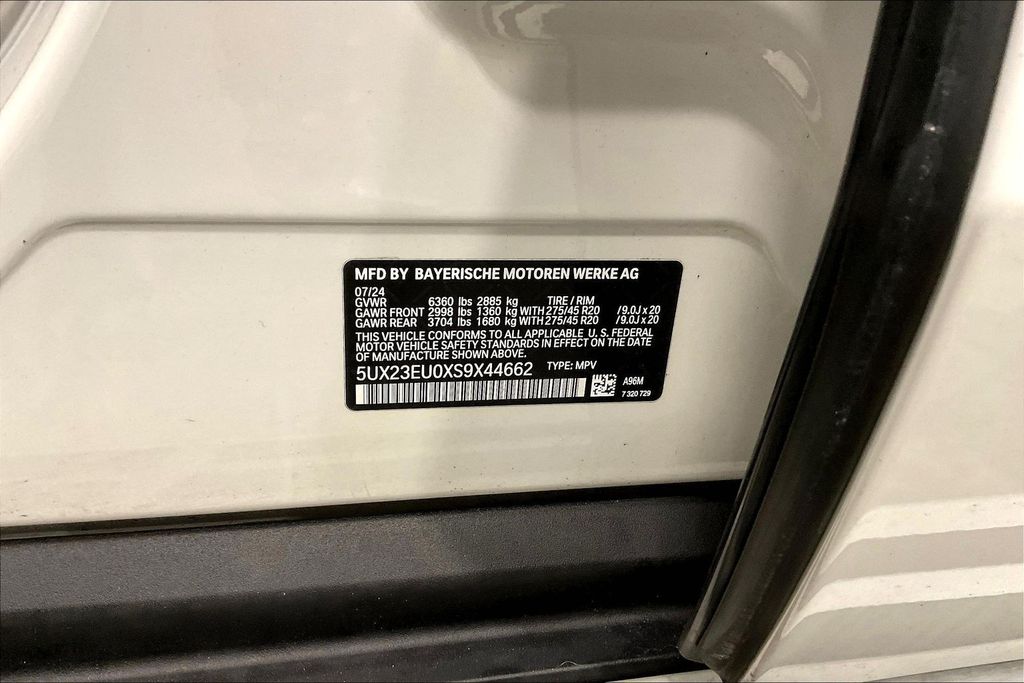 MFD BY BAYERISCHE MOTOREN WERKE AG
07/24
GVWR 6360 lbs 2885 kg TIRE / RIM
GAWR FRONT 2998 lbs 1360 kg WITH 275/45 R20 /9.0J x 20
GAWR REAR 3704 lbs 1680 kg WITH 275/45 R20 /9.0J x 20
THIS VEHICLE CONFORMS TO ALL APPLICABLE U.S. FEDERAL
MOTOR VEHICLE SAFETY STANDARDS IN EFFECT ON THE DATE
OF MANUFACTURE SHOWN ABOVE.
5UX23EU0XS9X44662 TYPE: MPV
A96M
7 320 729